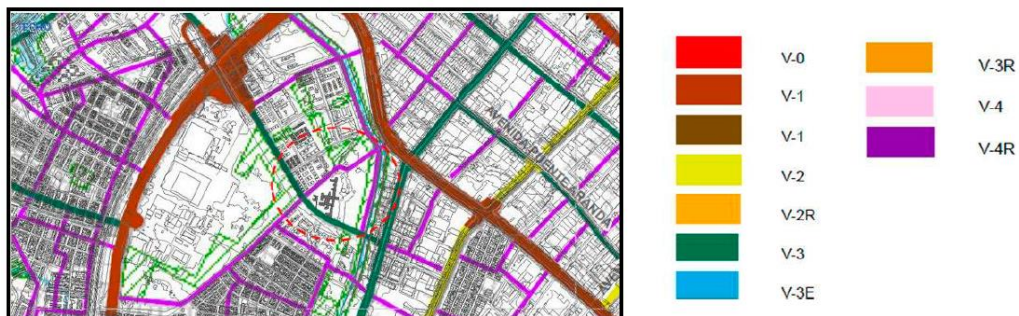 AVENIDA PUENTE ARANDA
V-0
V-1
V-1
V-2
V-2R
V-3
V-3E
V-3R
V-4
V-4R